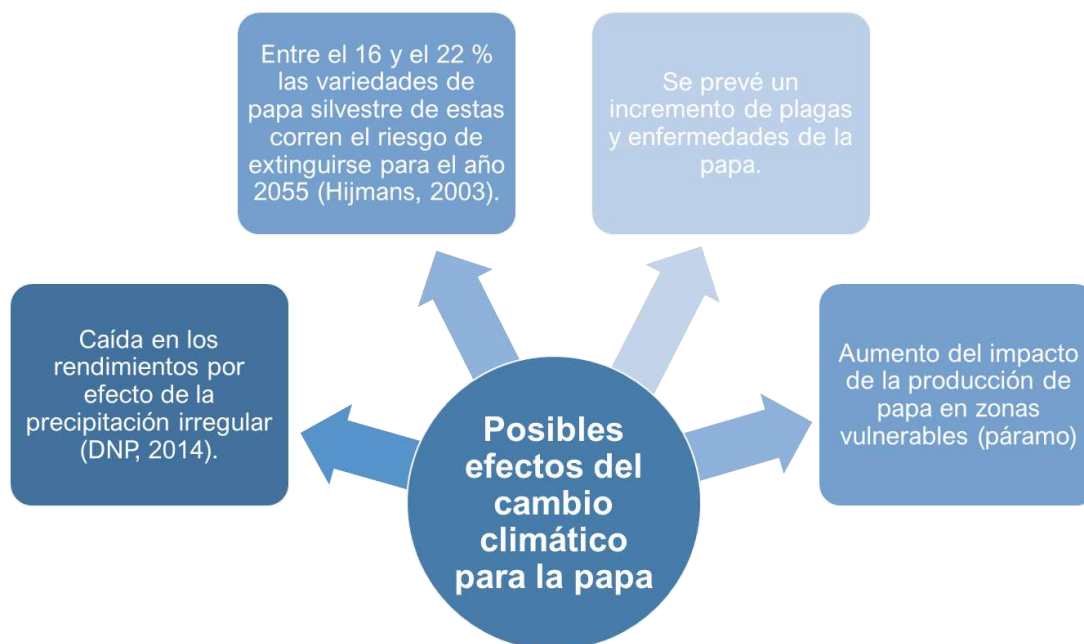 Entre el 16 y el 22 %
las variedades de
papa silvestre de estas
corren el riesgo de
extinguirse para el año
2055 (Hijmans, 2003).
Se prevé un
incremento de plagas
y enfermedades de la
papa.
Caída en los
rendimientos por
efecto de la
precipitación irregular
(DNP, 2014).
Aumento del impacto
de la producción de
papa en zonas
vulnerables (páramo)
Posibles
efectos del
cambio
climático
para la papa